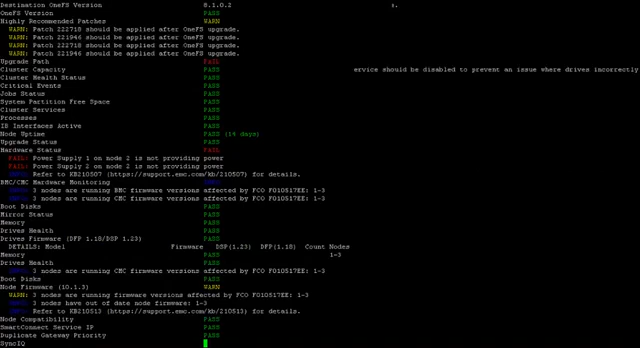 Destination OneFS Version 8.1.0.2
OneFS Version PASS
Highly Recommended Patches WARN
WARN: Patch 222718 should be applied after OneFS upgrade.
WARN: Patch 221946 should be applied after OneFS upgrade.
WARN: Patch 222718 should be applied after OneFS upgrade.
WARN: Patch 221946 should be applied after OneFS upgrade.
Upgrade Path FAIL
Cluster Capacity PASS ervice should be disabled to prevent an issue where drives incorrectly
Cluster Health Status PASS
Critical Events PASS
Jobs Status PASS
System Partition Free Space PASS
Cluster Services PASS
Processes PASS
IB Interfaces Active PASS
Node Uptime PASS (14 days)
Upgrade Status PASS
Hardware Status FAIL
FAIL: Power Supply 1 on node 2 is not providing power
FAIL: Power Supply 2 on node 2 is not providing power
INFO: Refer to KB210507 (https://support.emc.com/kb/210507) for details.
BMC/CMC Hardware Monitoring INFO
INFO: 3 nodes are running BMC firmware versions affected by FCO F010517EE: 1-3
INFO: 3 nodes are running CMC firmware versions affected by FCO F010517EE: 1-3
Boot Disks PASS
Mirror Status PASS
Memory PASS
Drives Health PASS
Drives Firmware (DFP 1.18/DSP 1.23) PASS
DETAILS: Model Firmware DSP(1.23) DFP(1.18) Count Nodes
Memory PASS 1-3
Drives Health PASS
INFO: 3 nodes are running CMC firmware versions affected by FCO F010517EE: 1-3
Boot Disks PASS
Node Firmware (10.1.3) WARN
WARN: 3 nodes are running firmware versions affected by FCO F010517EE: 1-3
INFO: 3 nodes have out of date node firmware: 1-3
INFO: Refer to KB210513 (https://support.emc.com/kb/210513) for details.
Node Compatibility PASS
SmartConnect Service IP PASS
Duplicate Gateway Priority PASS
SyncIQ